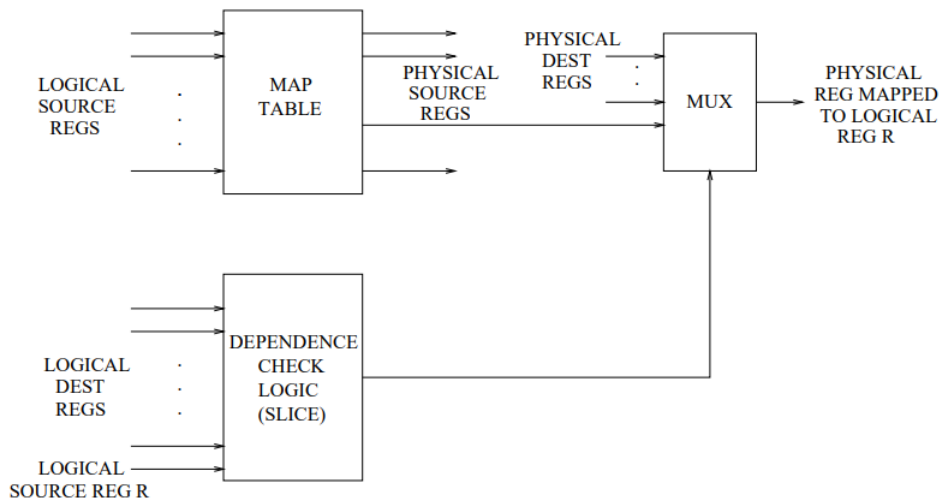 LOGICAL
SOURCE
REGS
MAP
TABLE
PHYSICAL
SOURCE
REGS
PHYSICAL
DEST
REGS
MUX
PHYSICAL
REG MAPPED
TO LOGICAL
REG R
LOGICAL
DEST
REGS
DEPENDENCE
CHECK
LOGIC
(SLICE)
LOGICAL
SOURCE REG R